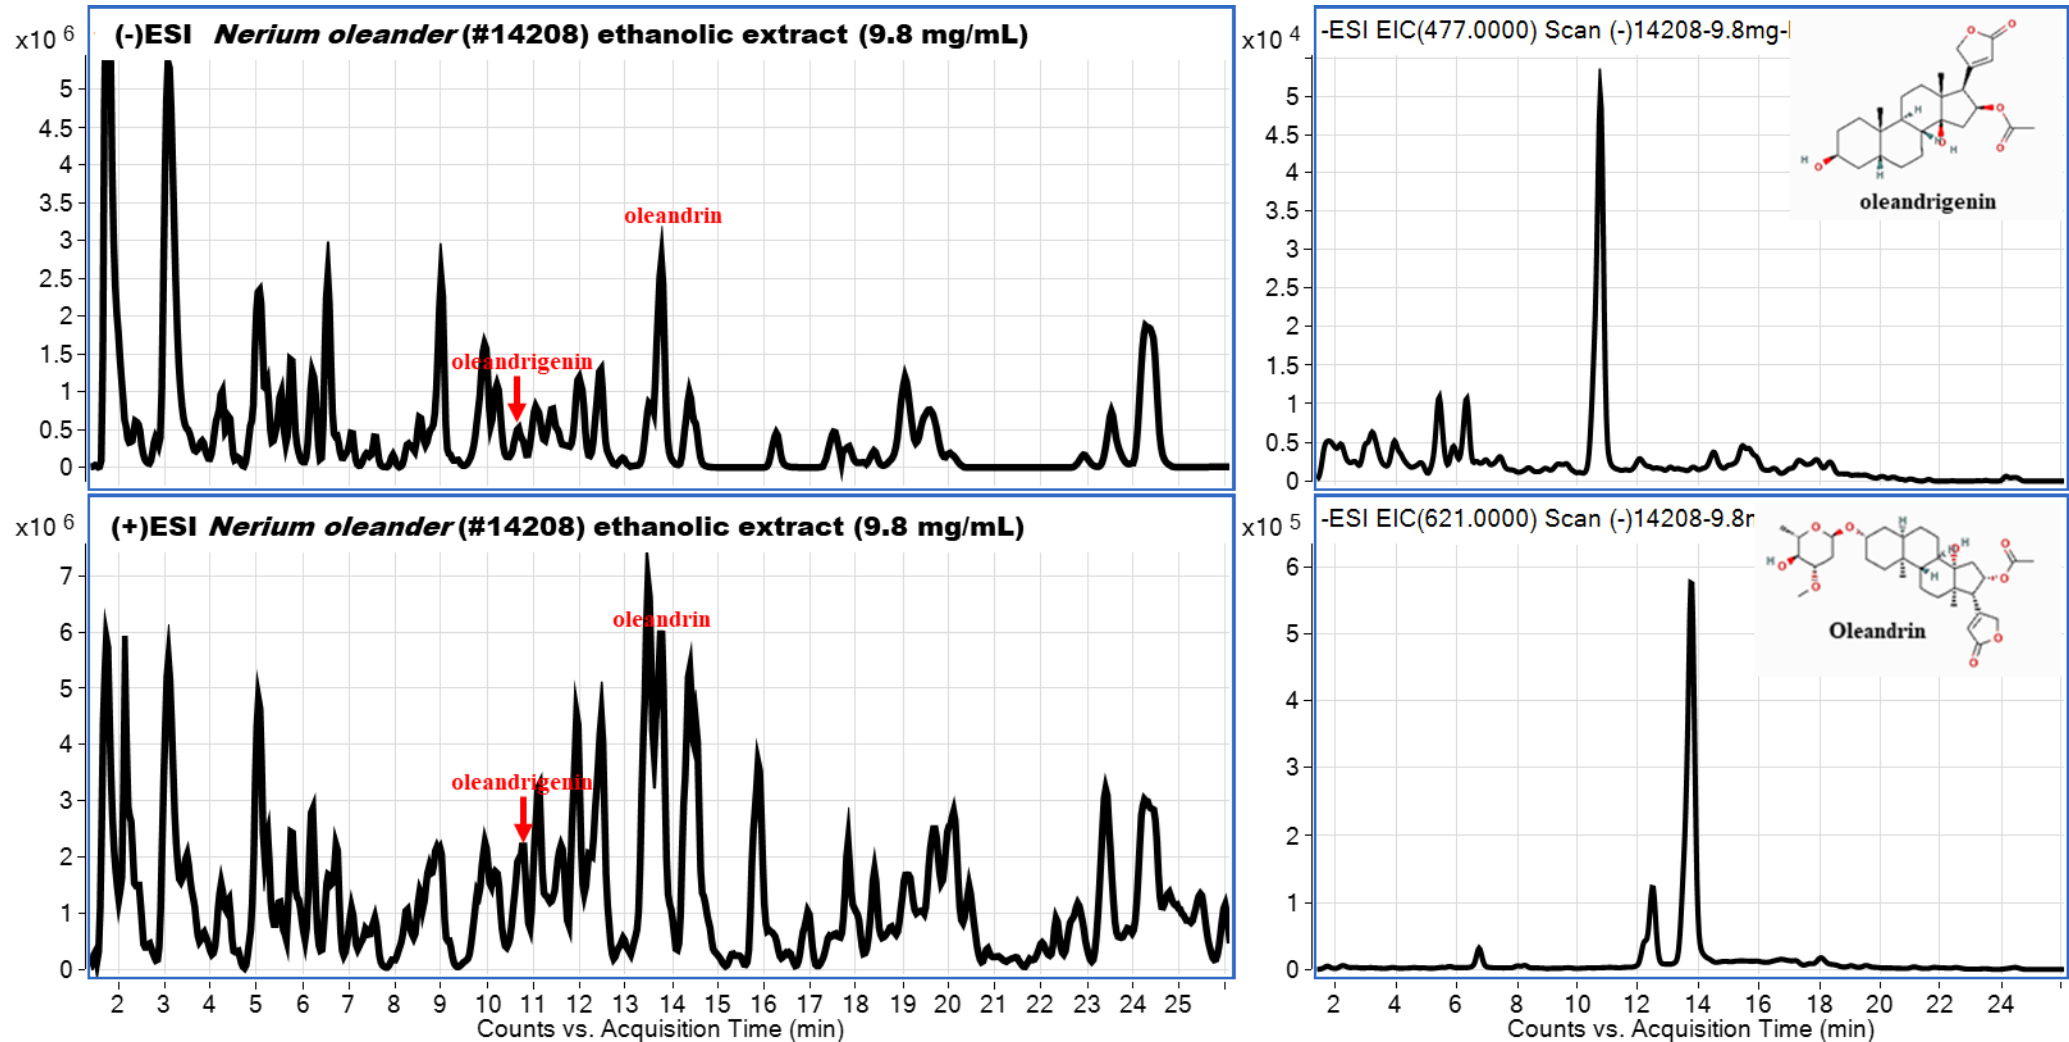 x10 6
(-)ESI Nerium oleander (#14208) ethanolic extract (9.8 mg/mL)
5
4.5
4
3.5
3
2.5
2
1.5
1
0.5
0
oleandrin
oleandrigenin
x10 6
(+)ESI Nerium oleander (#14208) ethanolic extract (9.8 mg/mL)
7
6
5
4
3
2
1
0
oleandrin
oleandrigenin
2 3 4 5 6 7 8 9 10 11 12 13 14 15 16 17 18 19 20 21 22 23 24 25
Counts vs. Acquisition Time (min)
x10 4
-ESI EIC(477.0000) Scan (-)14208-9.8mg-
5
4.5
4
3.5
3
2.5
2
1.5
1
0.5
0
O
O
H
O
O
H
H
O
H
O
H
oleandrigenin
x10 5
-ESI EIC(621.0000) Scan (-)14208-9.8
6
5
4
3
2
1
0
O
O
H
H
O
H
O
H
O
H
O
O
H
O
O
Oleandrin
2 4 6 8 10 12 14 16 18 20 22 24
Counts vs. Acquisition Time (min)